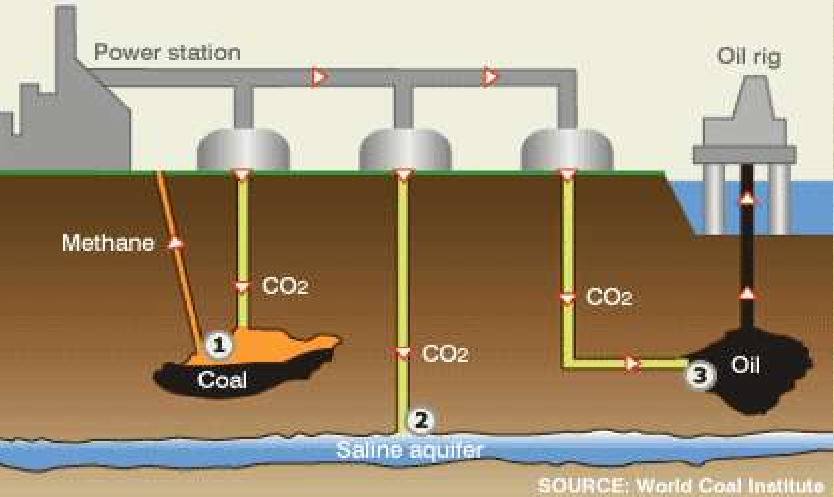 Power station
Oil rig
Methane
CO2
CO2
CO2
1
Coal
2
3
Oil
Saline aquifer
SOURCE: World Coal Institute